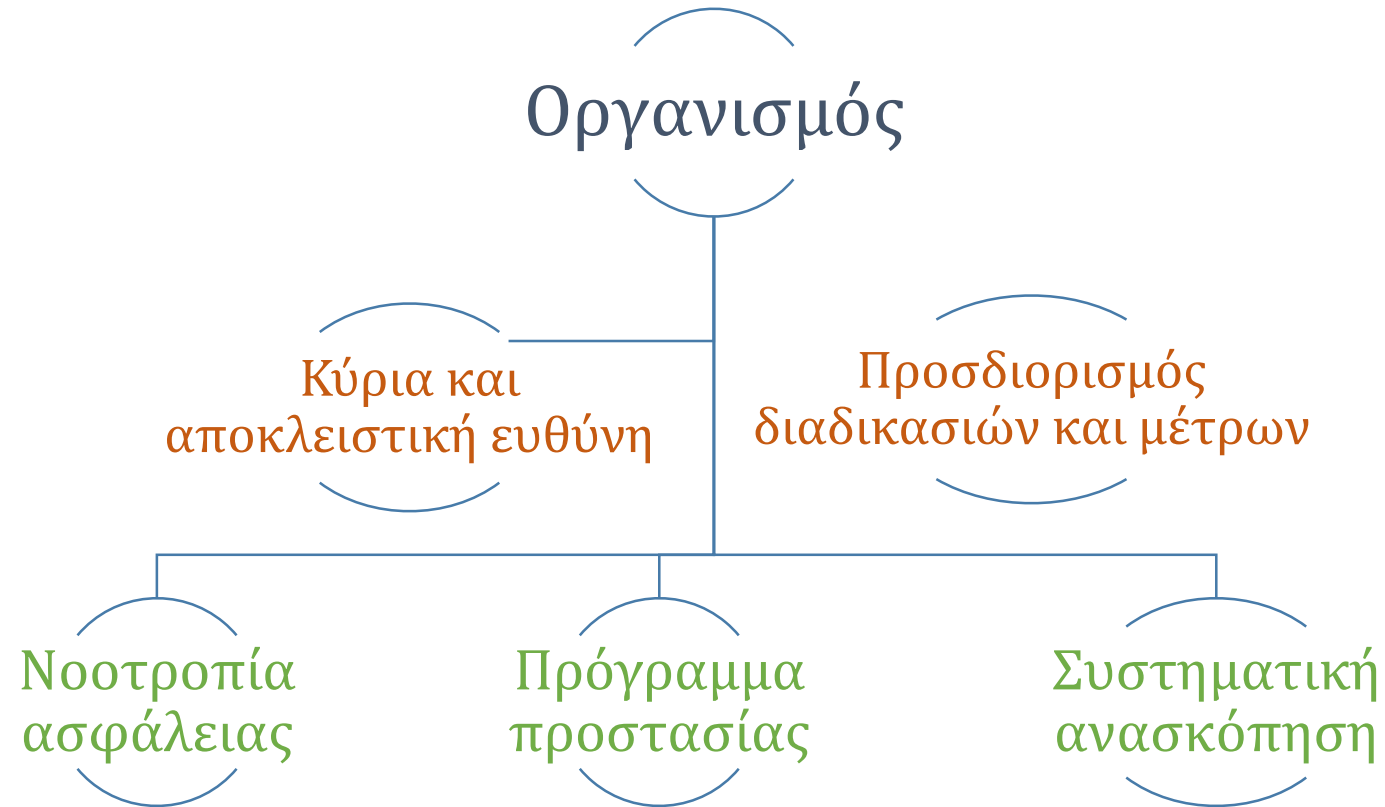 Οργανισμός
Κύρια και
αποκλειστική ευθύνη
Προσδιορισμός
διαδικασιών και μέτρων
Νοοτροπία
ασφάλειας
Πρόγραμμα
προστασίας
Συστηματική
ανασκόπηση